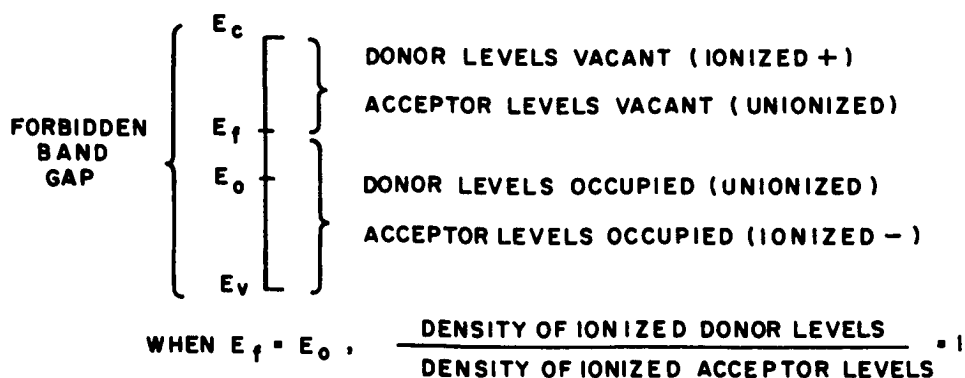 E_c
DONOR LEVELS VACANT (IONIZED +)
ACCEPTOR LEVELS VACANT (UNIONIZED)
FORBIDDEN
BAND
GAP
E_f
E_o
DONOR LEVELS OCCUPIED (UNIONIZED)
ACCEPTOR LEVELS OCCUPIED (IONIZED -)
E_v
WHEN E_f = E_o, DENSITY OF IONIZED DONOR LEVELS / DENSITY OF IONIZED ACCEPTOR LEVELS = 1